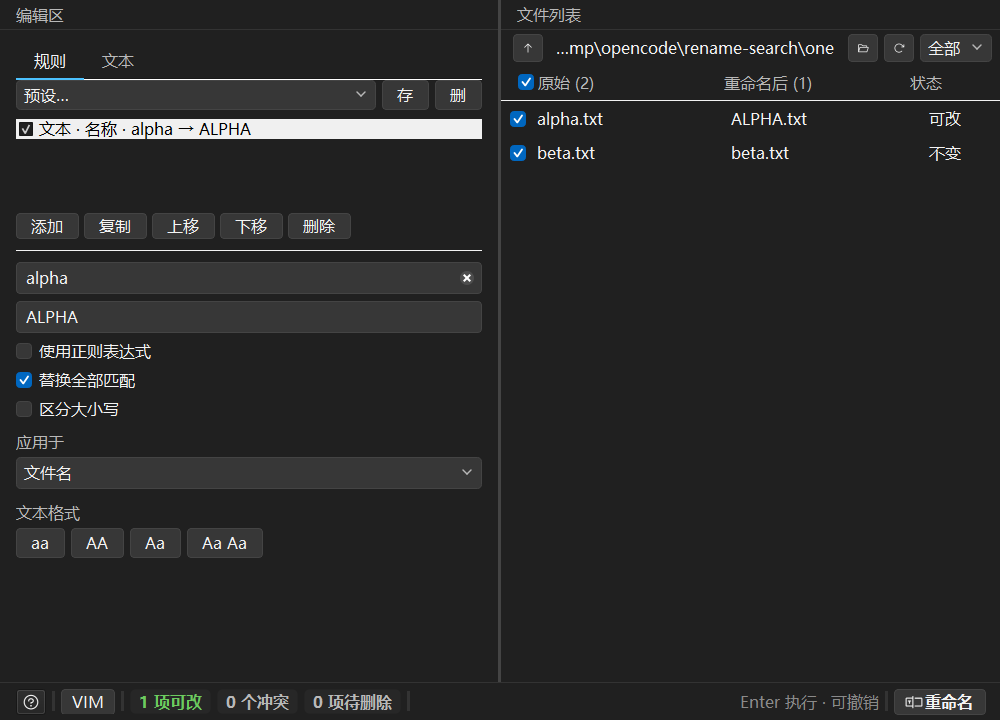 编辑区
规则 文本
预设...
存 删
文本 · 名称 · alpha → ALPHA
添加 复制 上移 下移 删除
alpha
ALPHA
使用正则表达式
替换全部匹配
区分大小写
应用于
文件名
文本格式
aa AA Aa Aa Aa
文件列表
...mp\opencode\rename-search\one 全部
原始 (2) 重命名后 (1) 状态
alpha.txt ALPHA.txt 可改
beta.txt beta.txt 不变
VIM 1 项可改 0 个冲突 0 项待删除 Enter 执行 · 可撤销 重命名